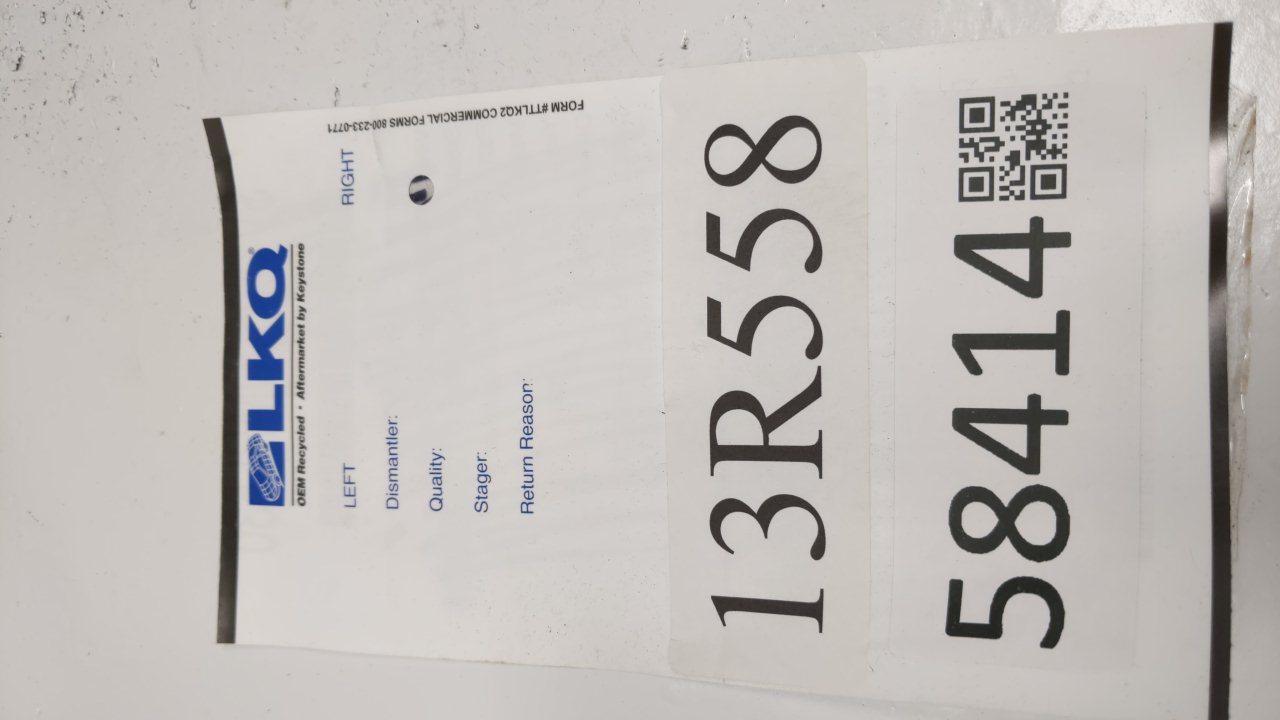 LKQ®
OEM Recycled • Aftermarket by Keystone
LEFT RIGHT
Dismantler:
Quality:
Stager:
Return Reason:
FORM #TTLKQ2 COMMERCIAL FORMS 800-233-0771
13R558
58414